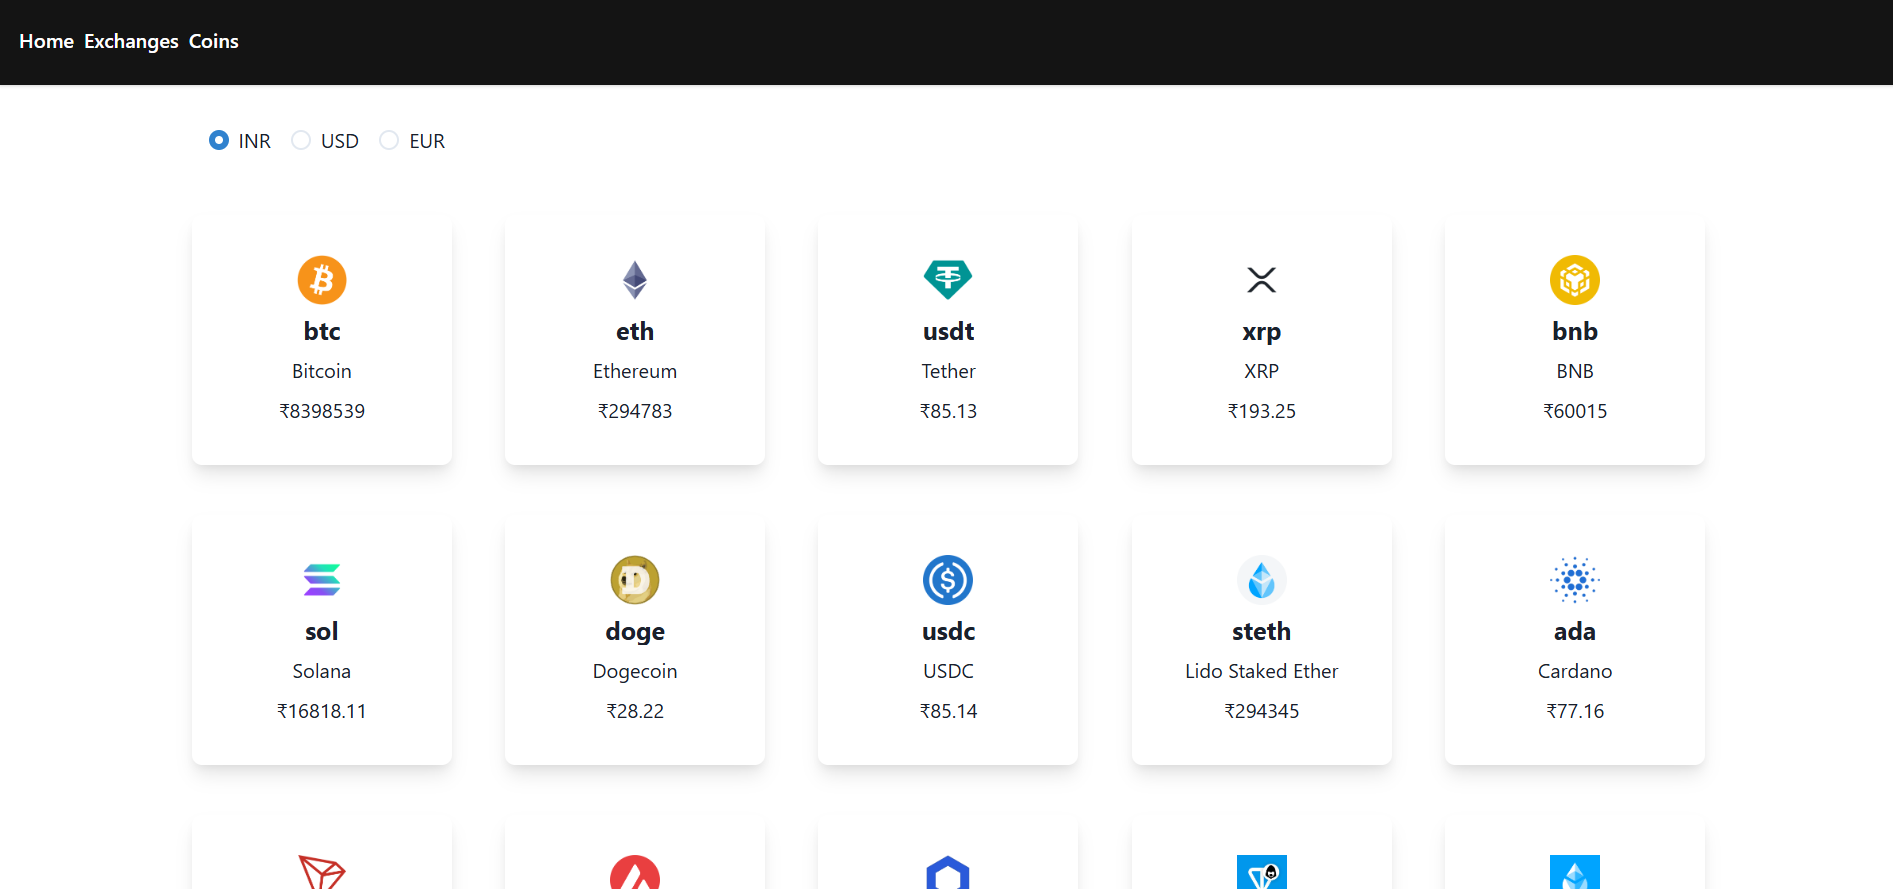 Home Exchanges Coins
INR USD EUR
btc eth usdt xrp bnb
Bitcoin Ethereum Tether XRP BNB
₹8398539 ₹294783 ₹85.13 ₹193.25 ₹60015
sol doge usdc steth ada
Solana Dogecoin USDC Lido Staked Ether Cardano
₹16818.11 ₹28.22 ₹85.14 ₹294345 ₹77.16